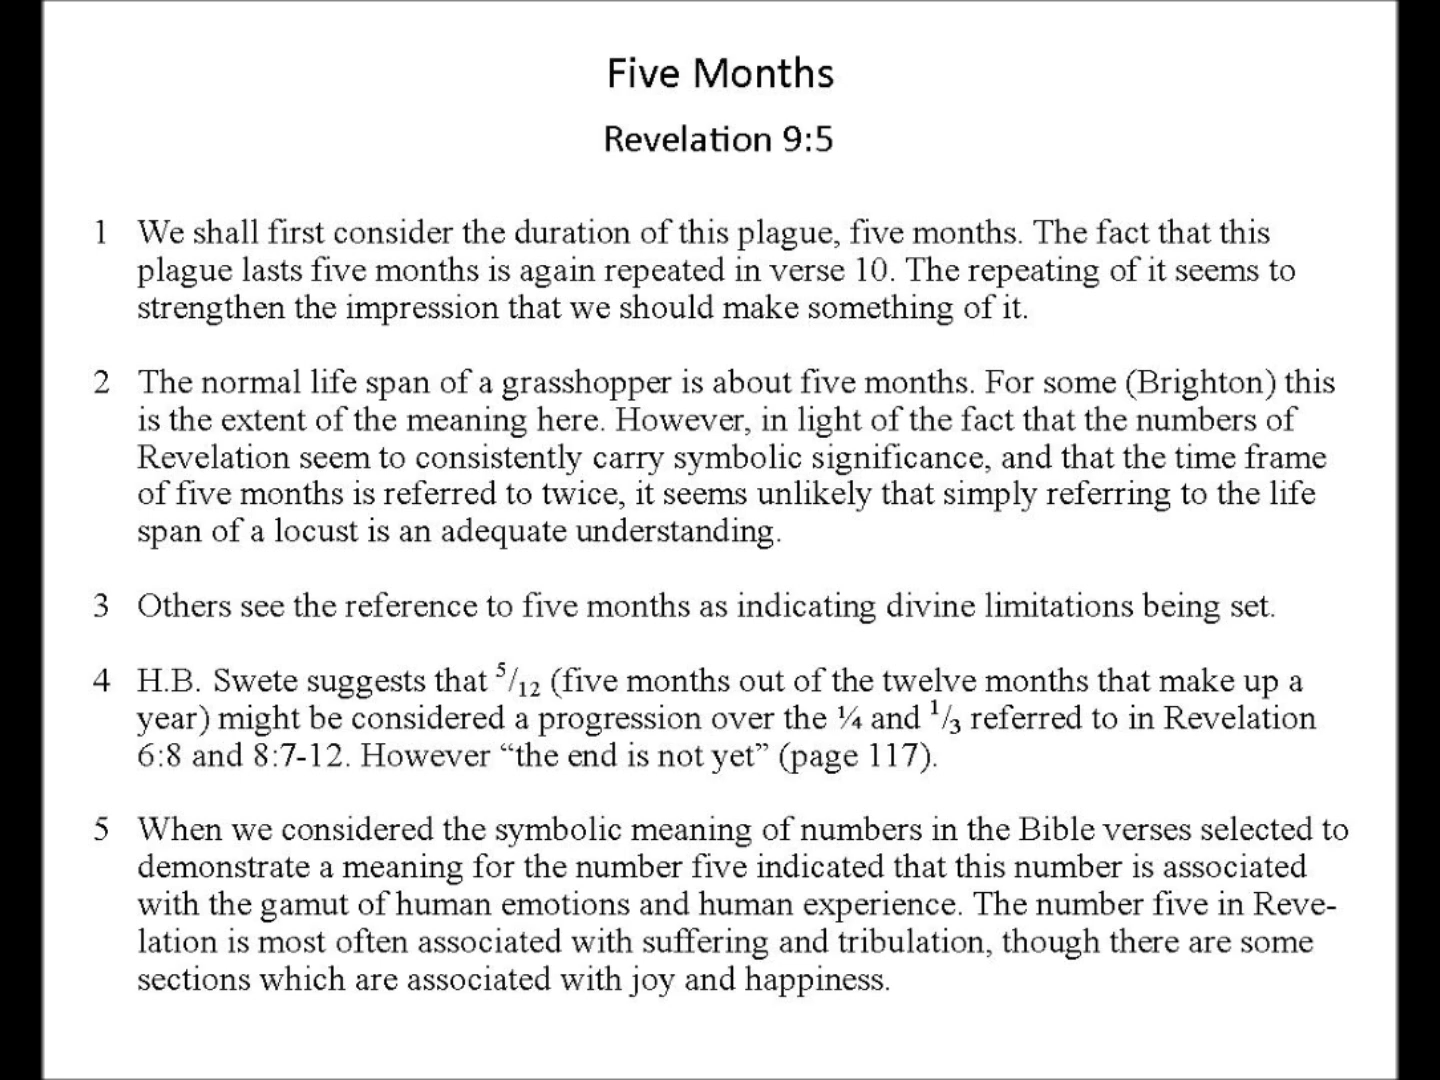 Five Months
Revelation 9:5
1 We shall first consider the duration of this plague, five months. The fact that this
plague lasts five months is again repeated in verse 10. The repeating of it seems to
strengthen the impression that we should make something of it.
2 The normal life span of a grasshopper is about five months. For some (Brighton) this
is the extent of the meaning here. However, in light of the fact that the numbers of
Revelation seem to consistently carry symbolic significance, and that the time frame
of five months is referred to twice, it seems unlikely that simply referring to the life
span of a locust is an adequate understanding.
3 Others see the reference to five months as indicating divine limitations being set.
4 H.B. Swete suggests that ⁵/₁₂ (five months out of the twelve months that make up a
year) might be considered a progression over the ¼ and ¹/₃ referred to in Revelation
6:8 and 8:7-12. However “the end is not yet” (page 117).
5 When we considered the symbolic meaning of numbers in the Bible verses selected to
demonstrate a meaning for the number five indicated that this number is associated
with the gamut of human emotions and human experience. The number five in Reve-
lation is most often associated with suffering and tribulation, though there are some
sections which are associated with joy and happiness.